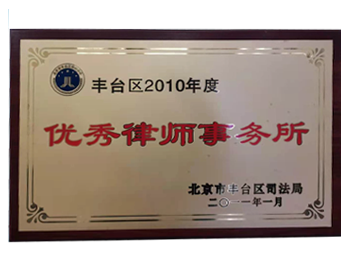 丰台区2010年度
优秀律师事务所
北京市丰台区司法局
二〇一一年一月